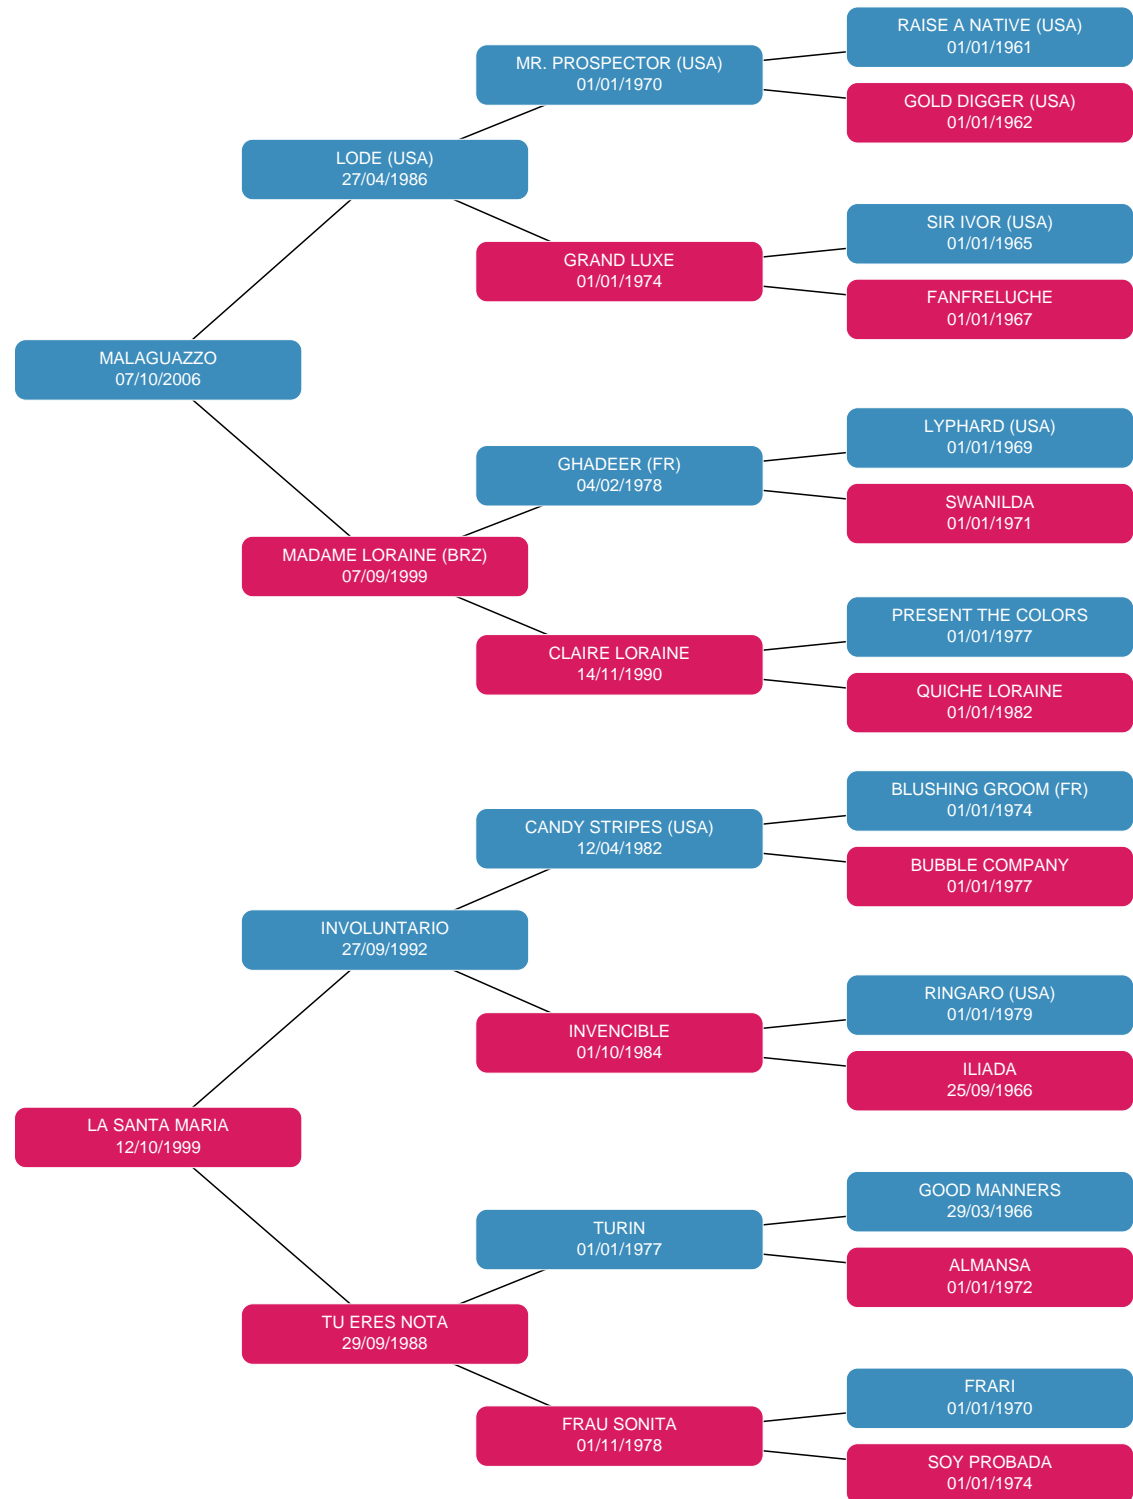 RAISE A NATIVE (USA)
01/01/1961
MR. PROSPECTOR (USA)
01/01/1970
GOLD DIGGER (USA)
01/01/1962
LODE (USA)
27/04/1986
SIR IVOR (USA)
01/01/1965
GRAND LUXE
01/01/1974
FANFRELUCHE
01/01/1967
MALAGUAZZO
07/10/2006
LYPHARD (USA)
01/01/1969
GHADEER (FR)
04/02/1978
SWANILDA
01/01/1971
MADAME LORAINE (BRZ)
07/09/1999
PRESENT THE COLORS
01/01/1977
CLAIRE LORAINE
14/11/1990
QUICHE LORAINE
01/01/1982
BLUSHING GROOM (FR)
01/01/1974
CANDY STRIPES (USA)
12/04/1982
BUBBLE COMPANY
01/01/1977
INVOLUNTARIO
27/09/1992
RINGARO (USA)
01/01/1979
INVENCIBLE
01/10/1984
ILIADA
25/09/1966
LA SANTA MARIA
12/10/1999
GOOD MANNERS
29/03/1966
TURIN
01/01/1977
ALMANSA
01/01/1972
TU ERES NOTA
29/09/1988
FRARI
01/01/1970
FRAU SONITA
01/11/1978
SOY PROBADA
01/01/1974